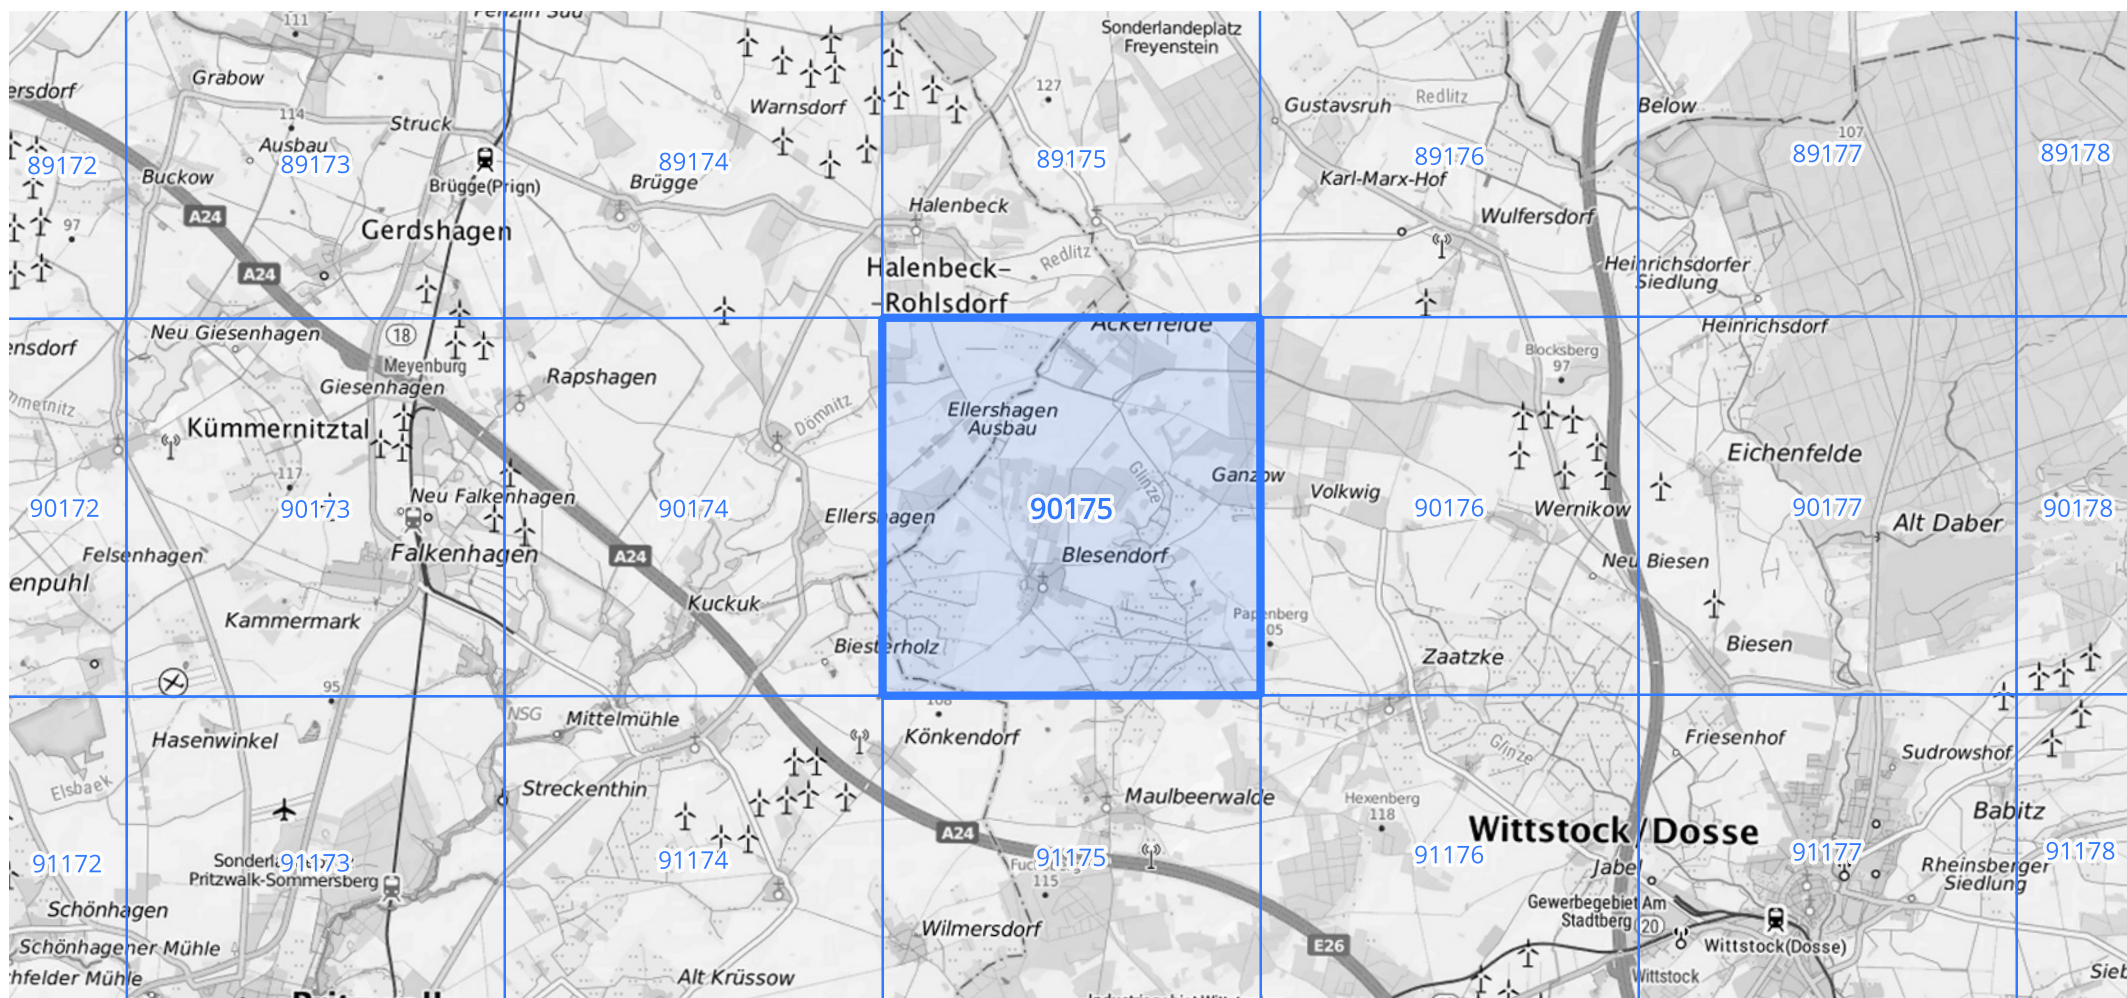 111
Sonderlandeplatz
Freyenstein
Grabow
ersdorf
127
Warnsdorf
Gustavsruh
Redlitz
Below
114
Struck
107
Ausbau
89172
89173
89174
89175
89176
89177
89178
Buckow
Brügge(Prign)
Brügge
Karl-Marx-Hof
A24
97
Halenbeck
Wulfersdorf
Gerdshagen
Redlitz
A24
Halenbeck-
-Rohlsdorf
Heinrichsdorfer
Siedlung
Neu Giesenhagen
18
Ackerfelde
Heinrichsdorf
ensdorf
Meyenburg
Blocksberg
97
Giesenhagen
Rapshagen
Ellershagen
Ausbau
Dömnitz
Kümmernitztal
Eichenfelde
117
Glinze
Ganzow
Volkwig
Neu Falkenhagen
90172
90173
90174
90175
90176
90177
90178
Ellershagen
Wernikow
Alt Daber
Felsenhagen
Falkenhagen
A24
Blesendorf
Neu Biesen
enpuhl
Kuckuk
Kammermark
Papenberg
05
Biesterholz
Zaatzke
Biesen
95
108
NSG
Mittelmühle
Hasenwinkel
Könkendorf
Friesenhof
Glinze
Sudrowshof
Elsbaek
Streckenthin
Maulbeerwalde
Hexenberg
118
Babitz
A24
Wittstock/Dosse
91172
91173
91174
91175
91176
91177
91178
Pritzwalk-Sommersberg
115
Jabel
Rheinsberger
Siedlung
Schönhagen
Gewerbegebiet Am
Stadtberg
20
Wilmersdorf
E26
Wittstock(Dosse)
Schönhagener Mühle
hfelder Mühle
Alt Krüssow
Wittstock
Sieb